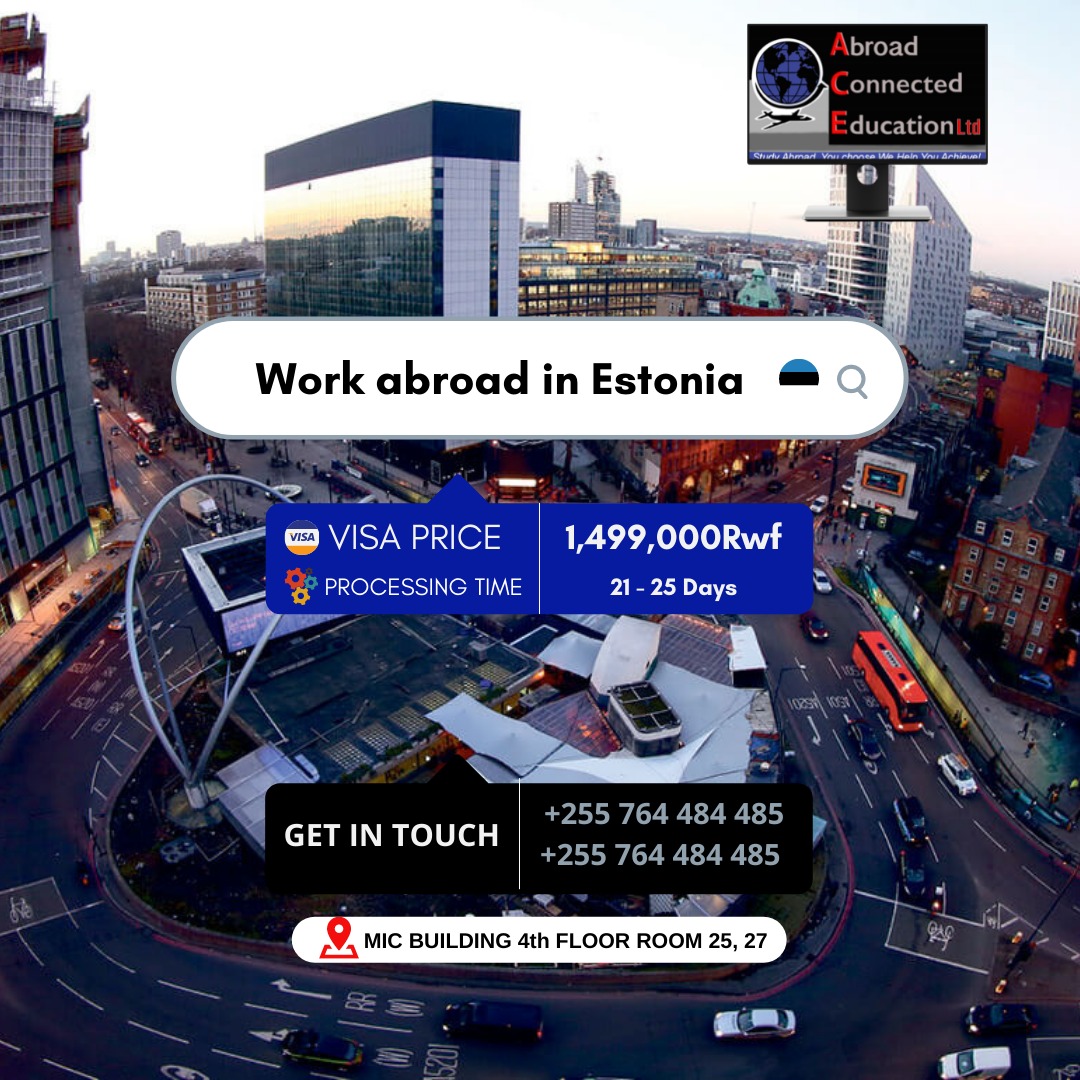 Abroad
Connected
Education Ltd
Study Abroad, You choose We Help You Achieve!
Work abroad in Estonia
VISA VISA PRICE 1,499,000Rwf
PROCESSING TIME 21 - 25 Days
GET IN TOUCH
+255 764 484 485
+255 764 484 485
MIC BUILDING 4th FLOOR ROOM 25, 27
A5201